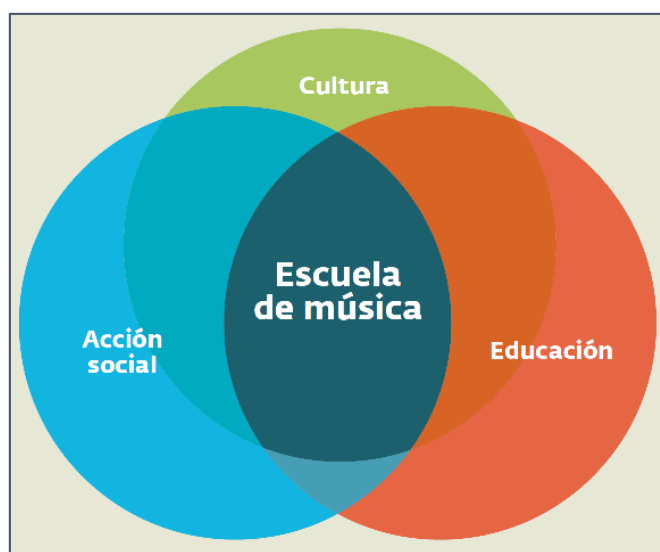 Cultura
Escuela
de música
Acción
social
Educación